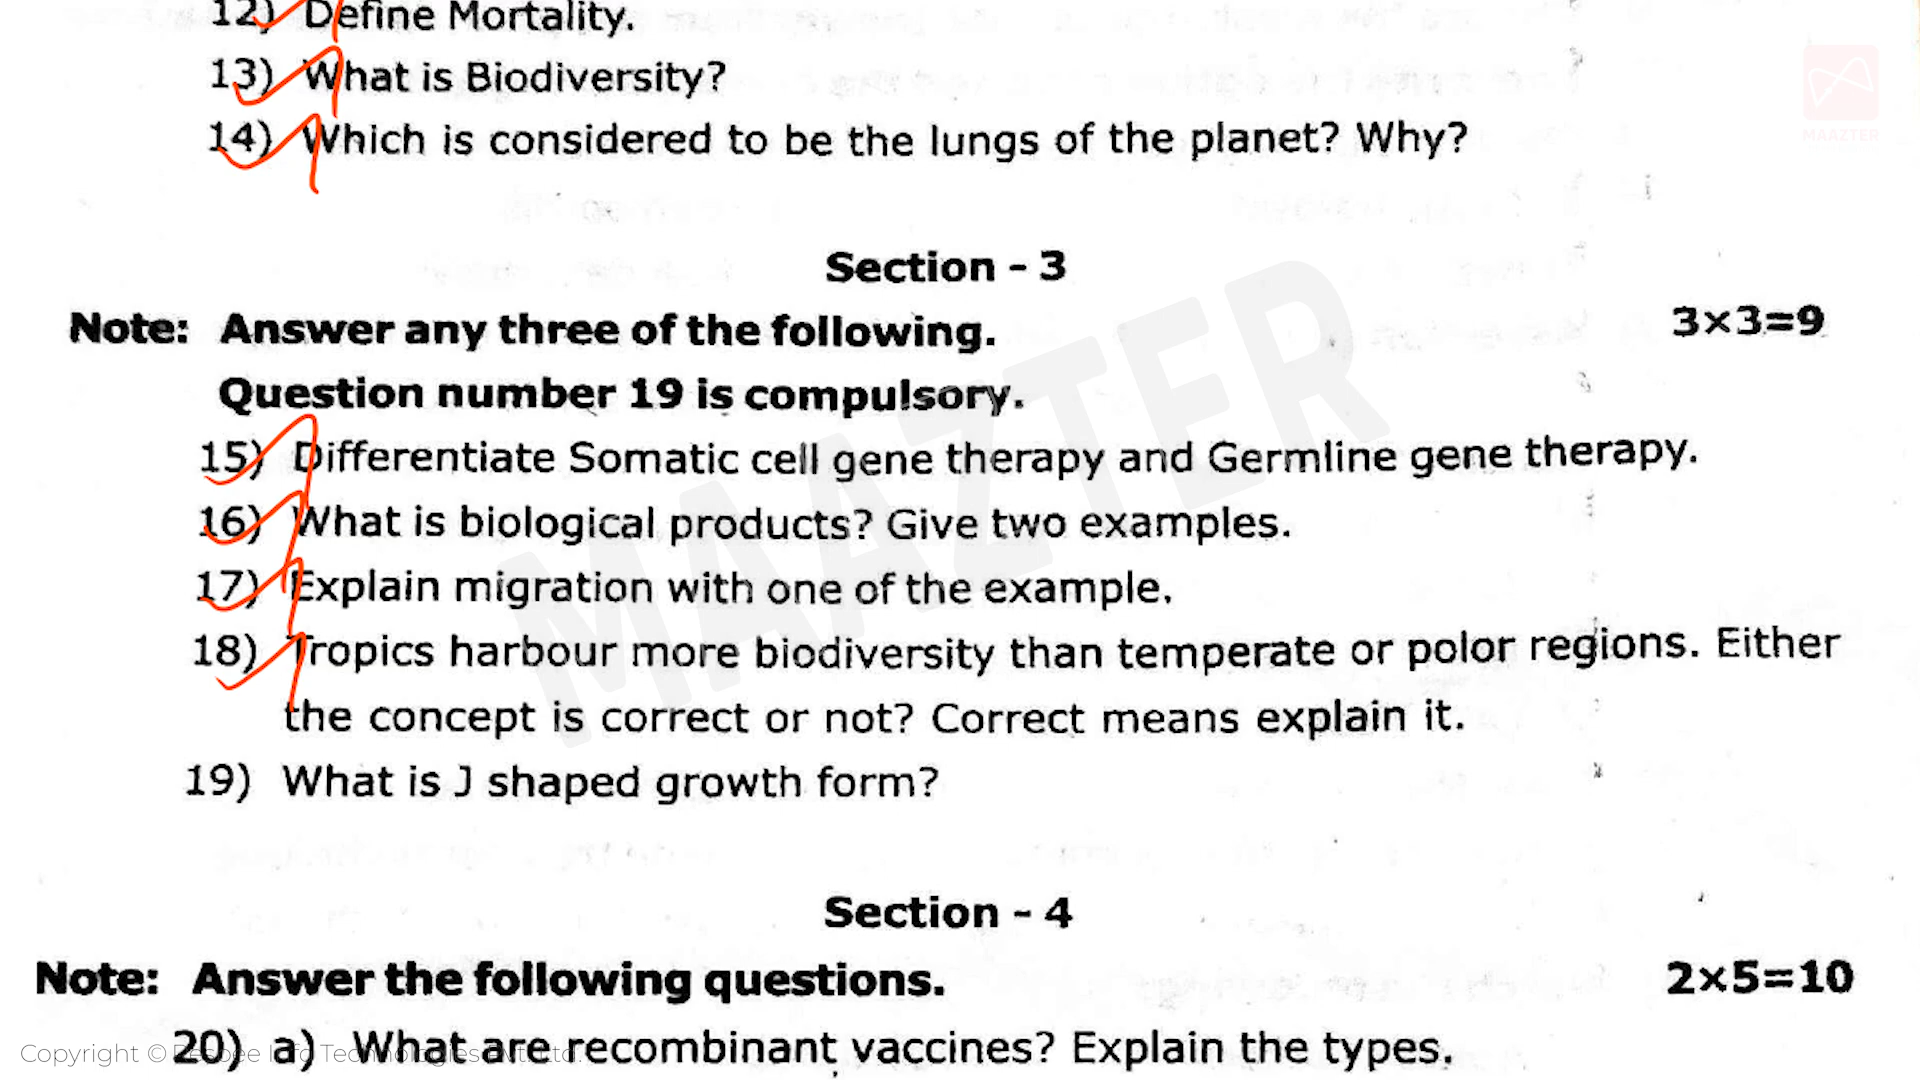 12) Define Mortality.
13) What is Biodiversity?
14) Which is considered to be the lungs of the planet? Why?
MAAZTER
Section - 3
Note: Answer any three of the following. 3×3=9
Question number 19 is compulsory.
15) Differentiate Somatic cell gene therapy and Germline gene therapy.
16) What is biological products? Give two examples.
17) Explain migration with one of the example.
18) Tropics harbour more biodiversity than temperate or polor regions. Either
the concept is correct or not? Correct means explain it.
19) What is J shaped growth form?
MAAZTER
Section - 4
Note: Answer the following questions. 2×5=10
20) a) What are recombinant vaccines? Explain the types.
Copyright © Info Technologies